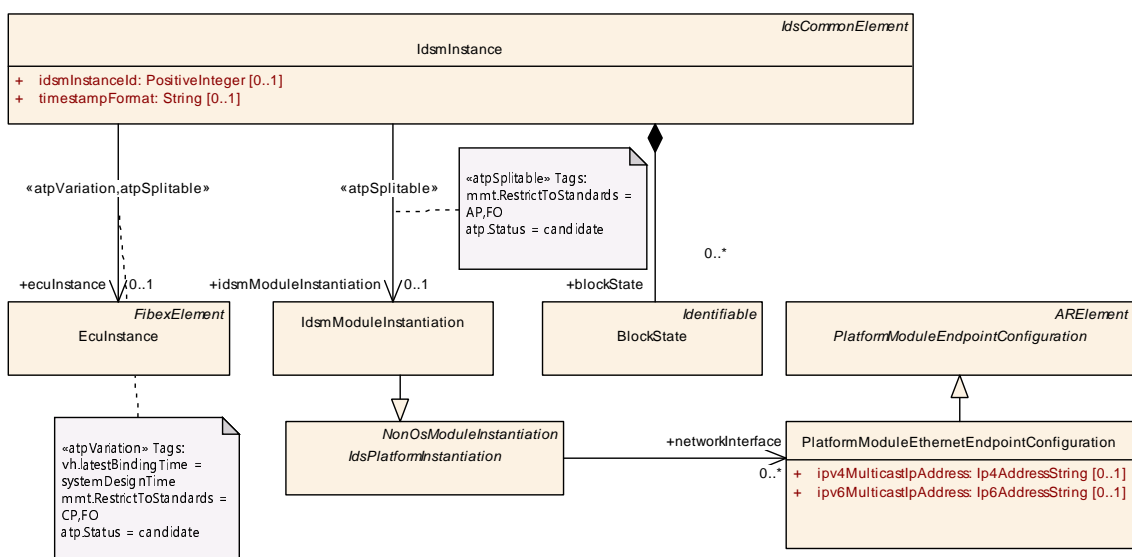 IdsCommonElement
IdsmInstance
+ idsmInstanceId: PositiveInteger [0..1]
+ timestampFormat: String [0..1]
«atpVariation,atpSplitable»
«atpSplitable»
«atpSplitable» Tags:
mmt.RestrictToStandards =
AP,FO
atp.Status = candidate
0..*
+ecuInstance
0..1
+idsmModuleInstantiation
0..1
+blockState
FibexElement
EcuInstance
IdsmModuleInstantiation
Identifiable
BlockState
ARElement
PlatformModuleEndpointConfiguration
«atpVariation» Tags:
vh.latestBindingTime =
systemDesignTime
mmt.RestrictToStandards =
CP,FO
atp.Status = candidate
NonOsModuleInstantiation
IdsPlatformInstantiation
+networkInterface
0..*
PlatformModuleEthernetEndpointConfiguration
+ ipv4MulticastIpAddress: Ip4AddressString [0..1]
+ ipv6MulticastIpAddress: Ip6AddressString [0..1]